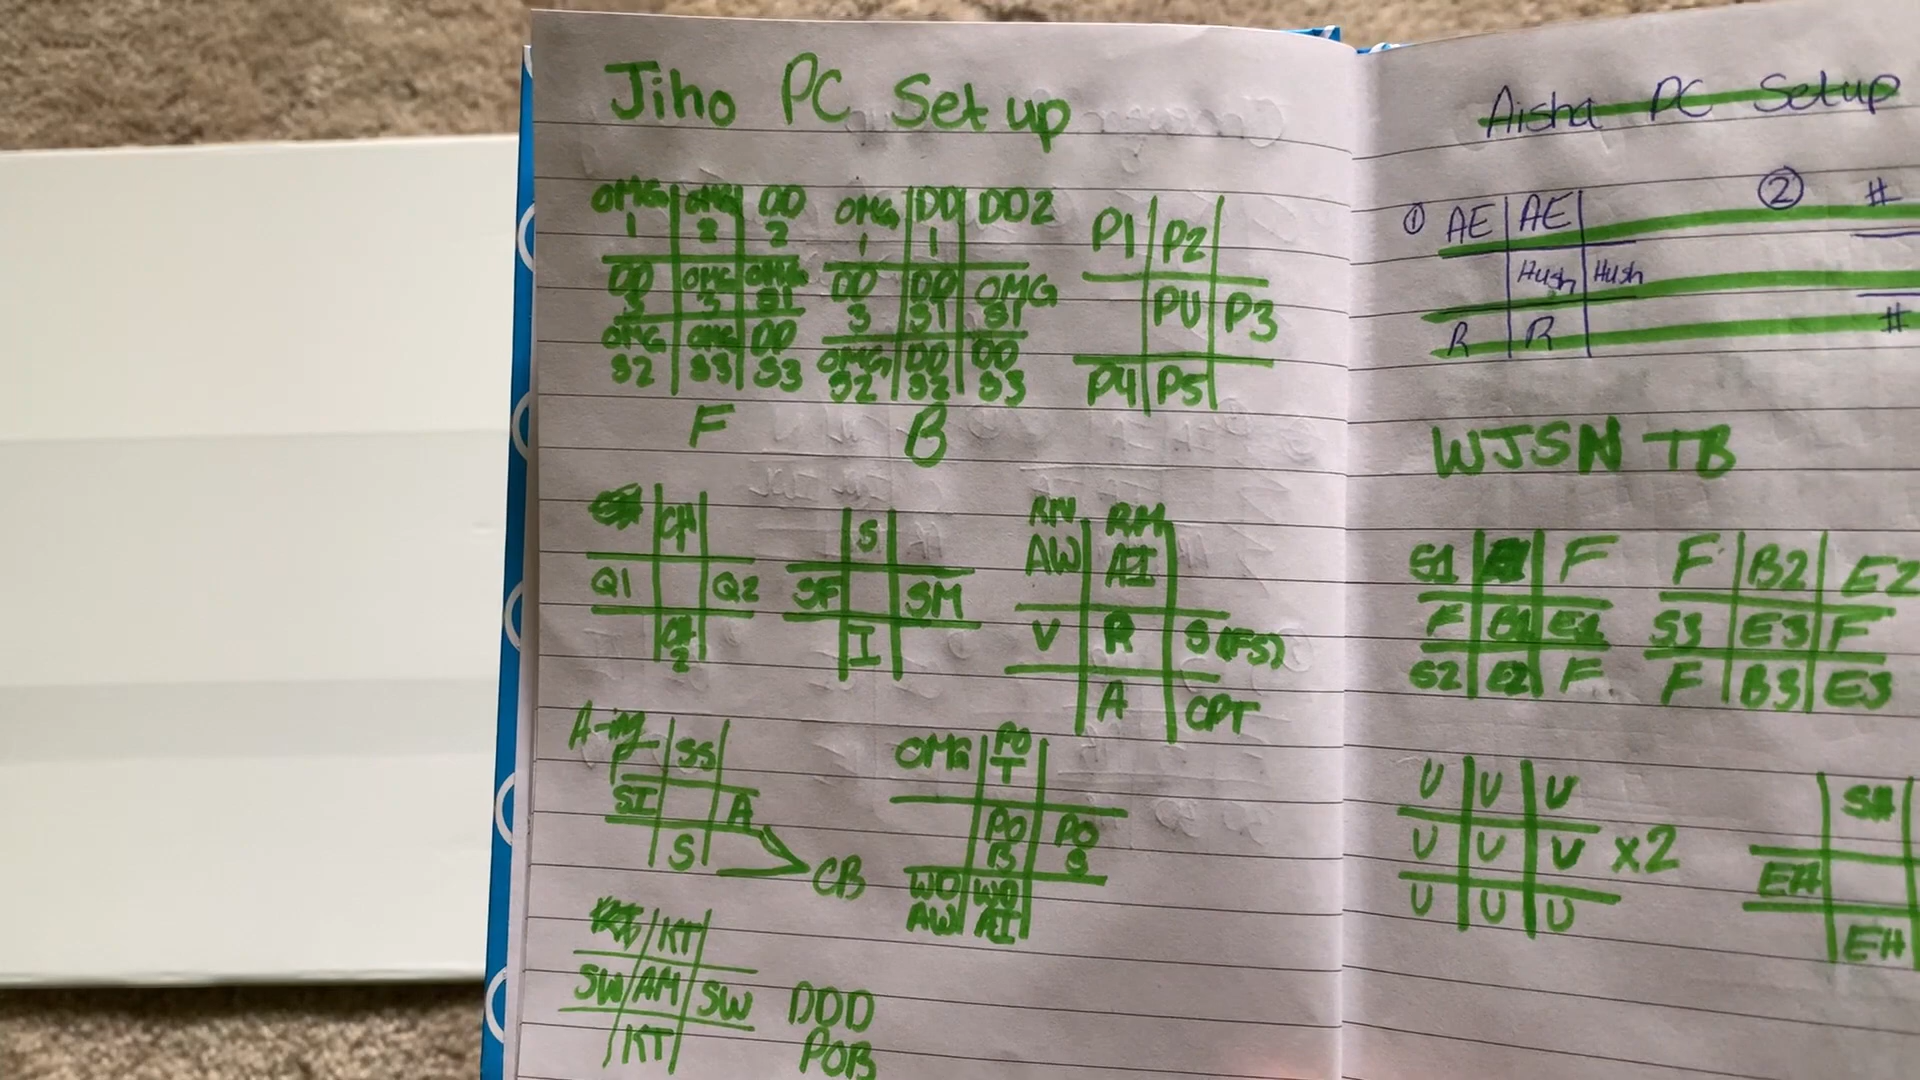 Jiho PC Set up
OMG 1 OMG 2 DD 2
DD 3 OMG 3 OMG S1
OMG S2 OMG S3 DD S3
F
OMG 1 DD 1 DD2
DD 3 DD S1 OMG S1
OMG S2 DD S2 DD S3
B
P1 P2
PU P3
P4 P5
CH
Q1 Q2
CH 2
S
SF SM
I
RM AW RM AI
V R S (FS)
A CPT
A-ing P SS
SI A
S
CB
OMG PO T
PO B PO S
WO AW WO AI
KT
SW AM SW
KT
DDD
POB
Aisha PC Setup
① AE AE
Hush Hush
R R
② #
#
WJSN TB
S1 F
F B1 E1
S2 E2 F
F B2 E2
S3 E3 F
F B3 E3
U U U
U U U x2
U U U
SH
EH
EH